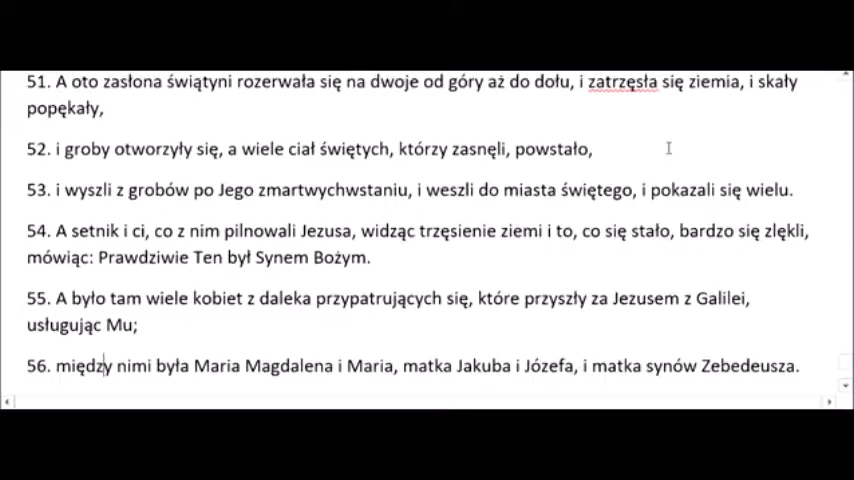 51. A oto zasłona świątyni rozerwała się na dwoje od góry aż do dołu, i zatrzęsła się ziemia, i skały
popękały,
52. i groby otworzyły się, a wiele ciał świętych, którzy zasnęli, powstało,
53. i wyszli z grobów po Jego zmartwychwstaniu, i weszli do miasta świętego, i pokazali się wielu.
54. A setnik i ci, co z nim pilnowali Jezusa, widząc trzęsienie ziemi i to, co się stało, bardzo się zlękli,
mówiąc: Prawdziwie Ten był Synem Bożym.
55. A było tam wiele kobiet z daleka przypatrujących się, które przyszły za Jezusem z Galilei,
usługując Mu;
56. między nimi była Maria Magdalena i Maria, matka Jakuba i Józefa, i matka synów Zebedeusza.